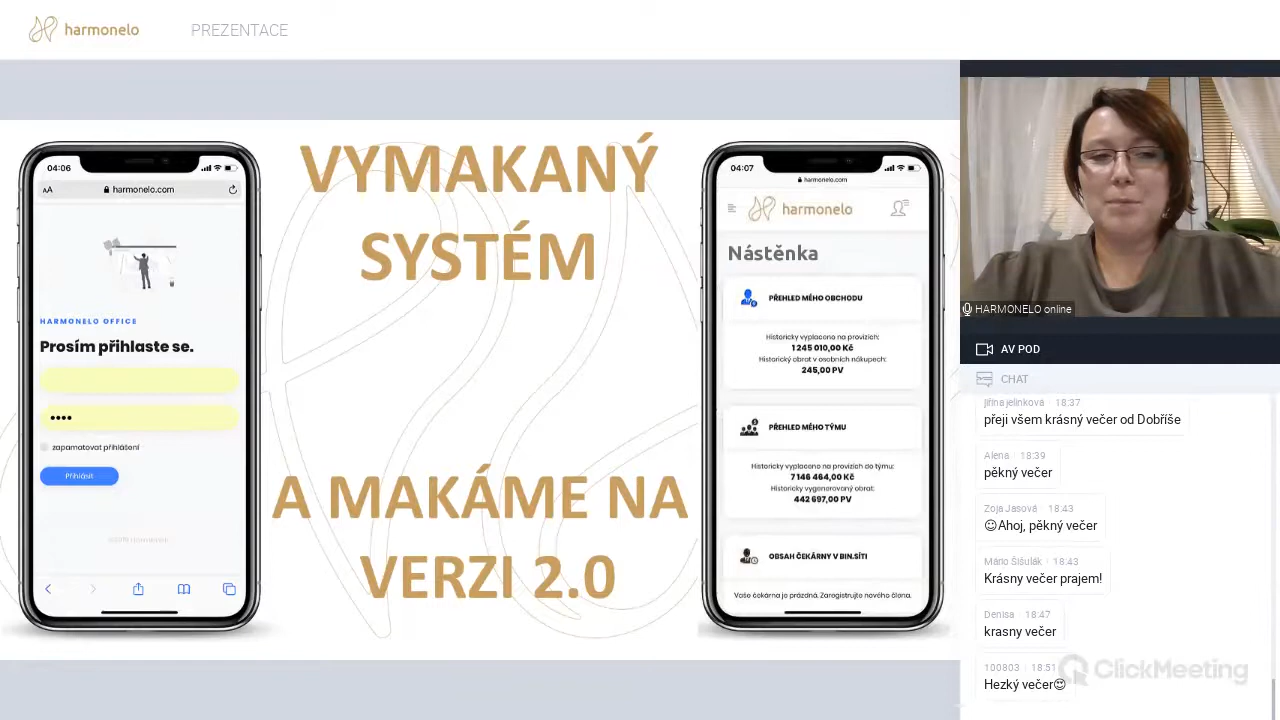 harmonelo
PREZENTACE
VYMAKANÝ
SYSTÉM
A MAKÁME NA
VERZI 2.0
04:06
AA
harmonelo.com
HARMONELO OFFICE
Prosím přihlaste se.
zapamatovat přihlášení
Přihlásit
04:07
harmonelo.com
harmonelo
Nástěnka
PŘEHLED MÉHO OBCHODU
Historicky vyplaceno na provizích:
1 245 010,00 Kč
Historický obrat v osobních nákupech:
245,00 PV
PŘEHLED MÉHO TÝMU
Historicky vyplaceno na provizích do týmu:
7 146 464,00 Kč
Historicky vygenerovaný obrat:
442 697,00 PV
OBSAH ČEKÁRNY V BIN.SÍTI
Vaše čekárna je prázdná. Zaregistrujte nového člena.
HARMONELO online
AV POD
CHAT
jiřina jelinkova 18:37
přeji všem krásný večer od Dobříše
Alena 18:39
pěkný večer
Zoja Jasová 18:43
Ahoj, pěkný večer
Mário Šišulák 18:43
Krásny večer prajem!
Denisa 18:47
krasny večer
100803 18:51
Hezký večer
ClickMeeting